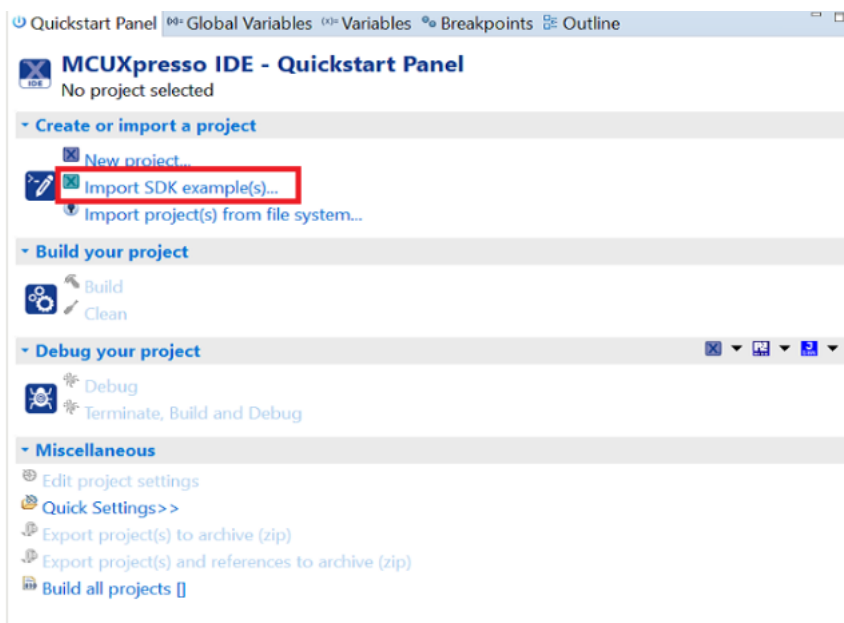 Quickstart Panel (x)= Global Variables (x)= Variables Breakpoints Outline
MCUXpresso IDE - Quickstart Panel
IDE
No project selected
Create or import a project
New project...
Import SDK example(s)...
Import project(s) from file system...
Build your project
Build
Clean
Debug your project
Debug
Terminate, Build and Debug
Miscellaneous
Edit project settings
Quick Settings>>
Export project(s) to archive (zip)
Export project(s) and references to archive (zip)
Build all projects []